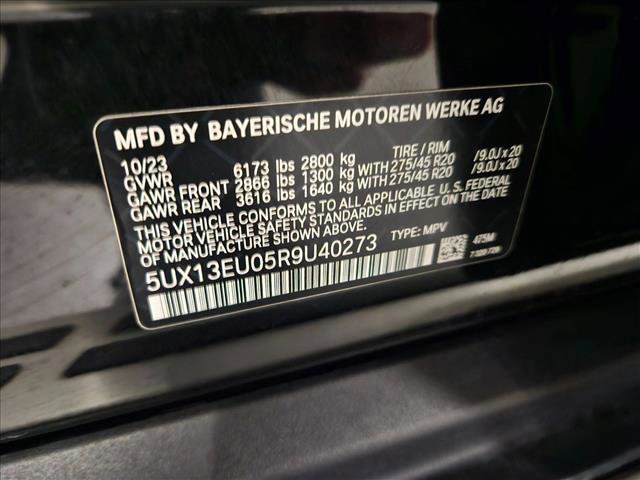 MFD BY BAYERISCHE MOTOREN WERKE AG
10/23 TIRE / RIM
GVWR 6173 lbs 2800 kg
GAWR FRONT 2866 lbs 1300 kg WITH 275/45 R20 /9.0J x 20
GAWR REAR 3616 lbs 1640 kg WITH 275/45 R20 /9.0J x 20
THIS VEHICLE CONFORMS TO ALL APPLICABLE U.S. FEDERAL
MOTOR VEHICLE SAFETY STANDARDS IN EFFECT ON THE DATE
OF MANUFACTURE SHOWN ABOVE.
5UX13EU05R9U40273 TYPE: MPV
475M